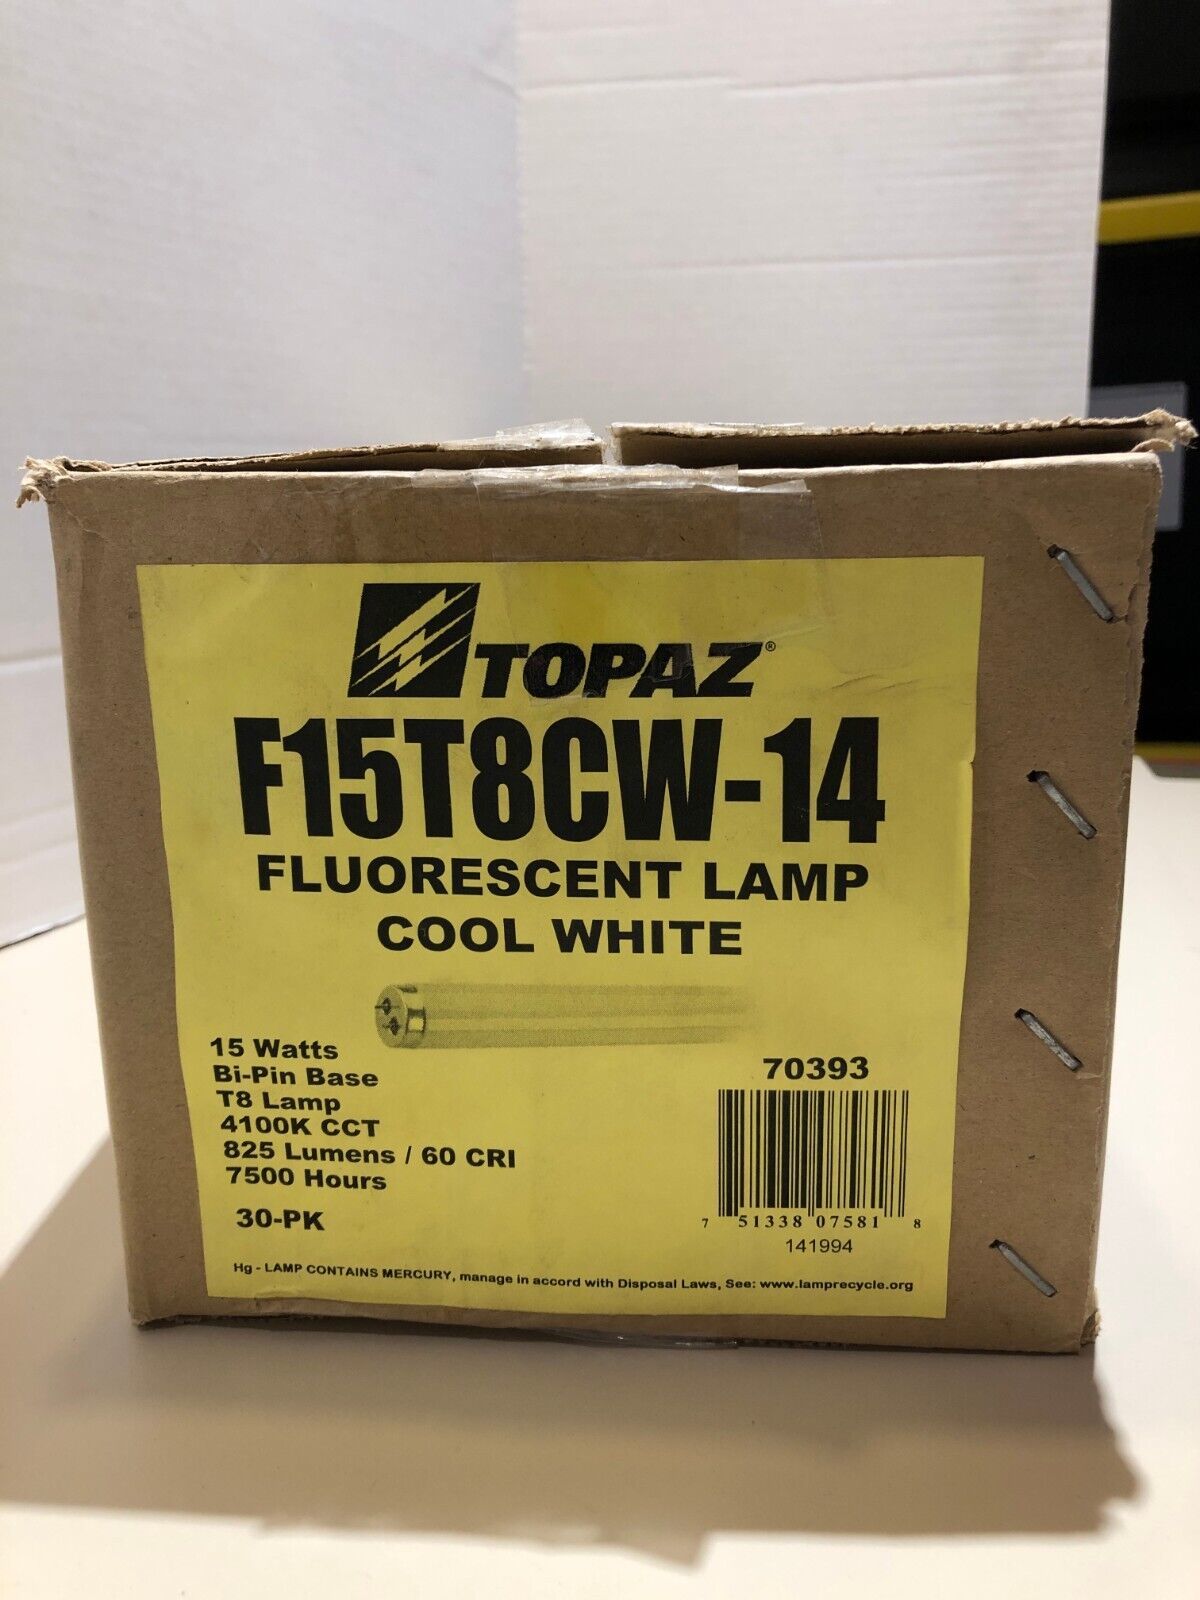 TOPAZ®
F15T8CW-14
FLUORESCENT LAMP
COOL WHITE
15 Watts
Bi-Pin Base
T8 Lamp
4100K CCT
825 Lumens / 60 CRI
7500 Hours
30-PK
70393
7 51338 07581 8
141994
Hg - LAMP CONTAINS MERCURY, manage in accord with Disposal Laws, See: www.lamprecycle.org